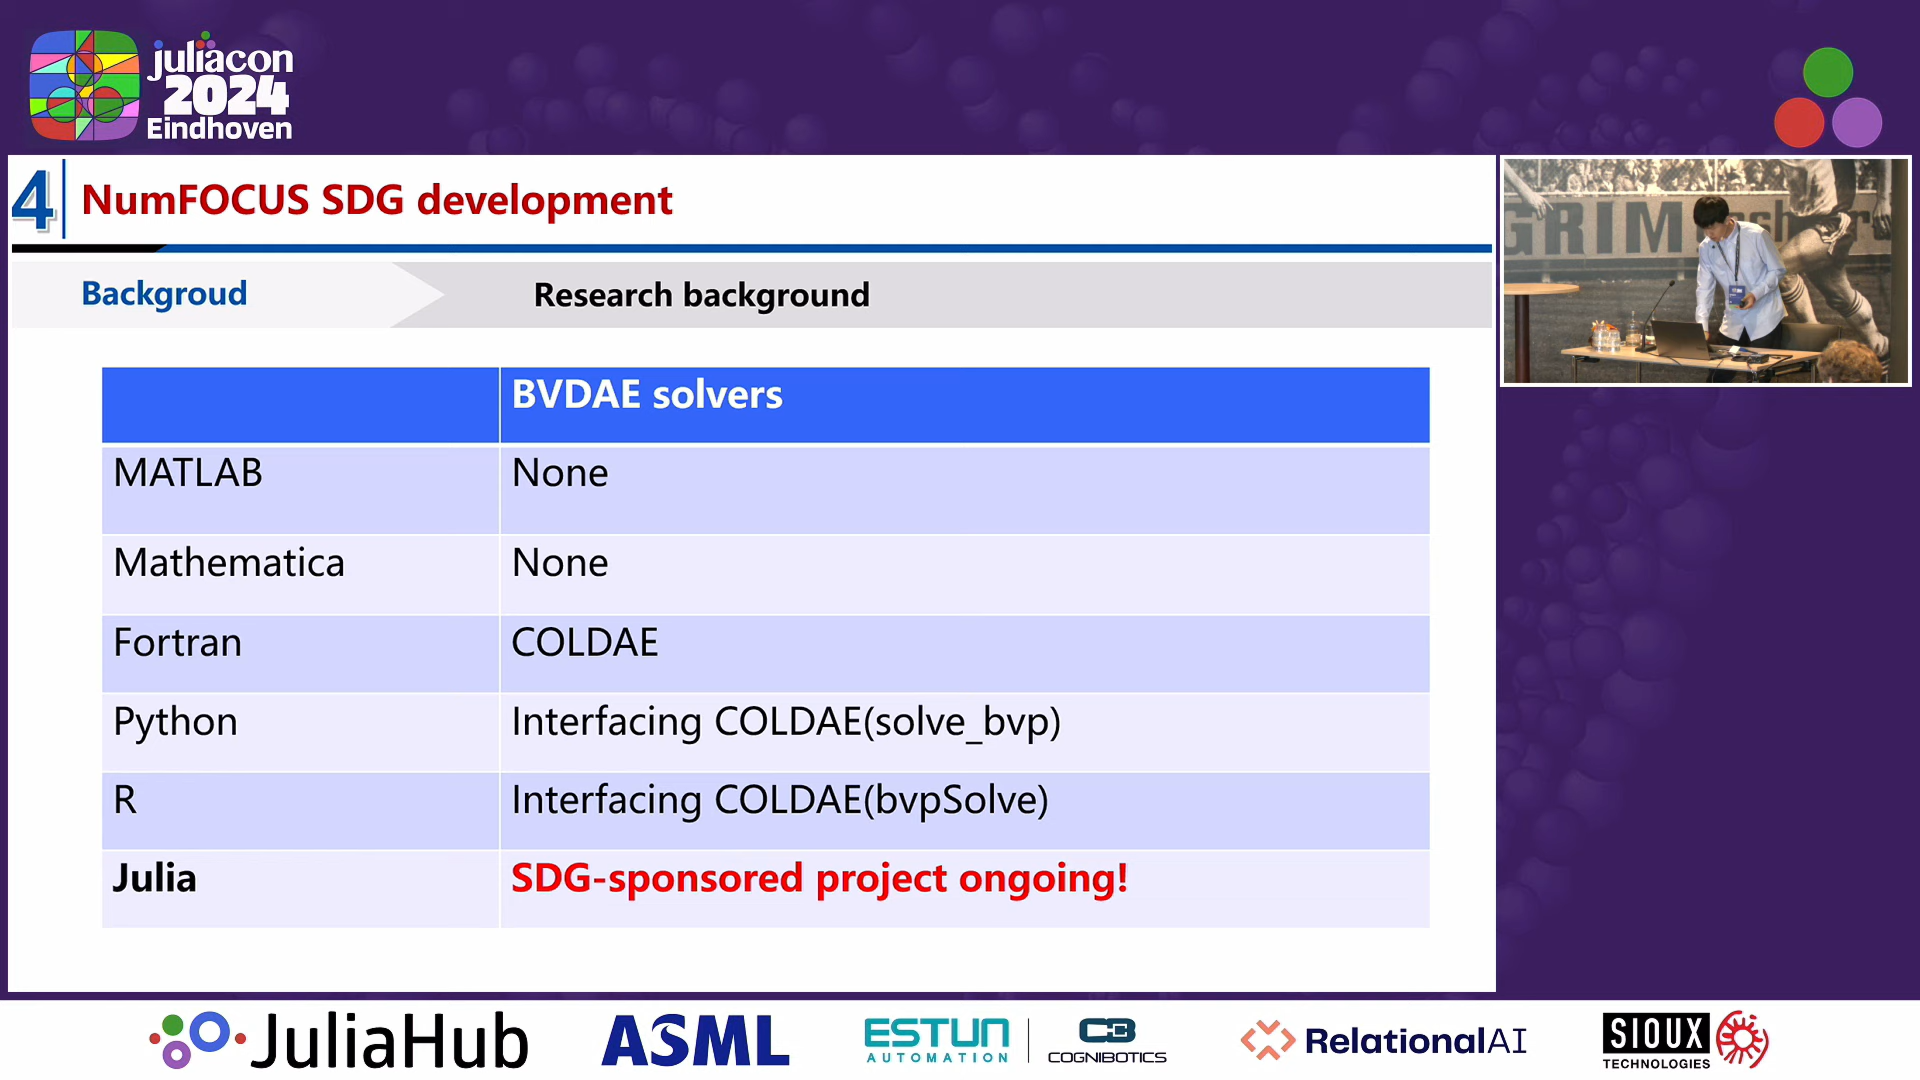 juliacon
2024
Eindhoven
4
NumFOCUS SDG development
Backgroud
Research background
BVDAE solvers
MATLAB
None
Mathematica
None
Fortran
COLDAE
Python
Interfacing COLDAE(solve_bvp)
R
Interfacing COLDAE(bvpSolve)
Julia
SDG-sponsored project ongoing!
GRIM
JuliaHub
ASML
ESTUN
AUTOMATION
COGNIBOTICS
RelationalAI
SIOUX
TECHNOLOGIES